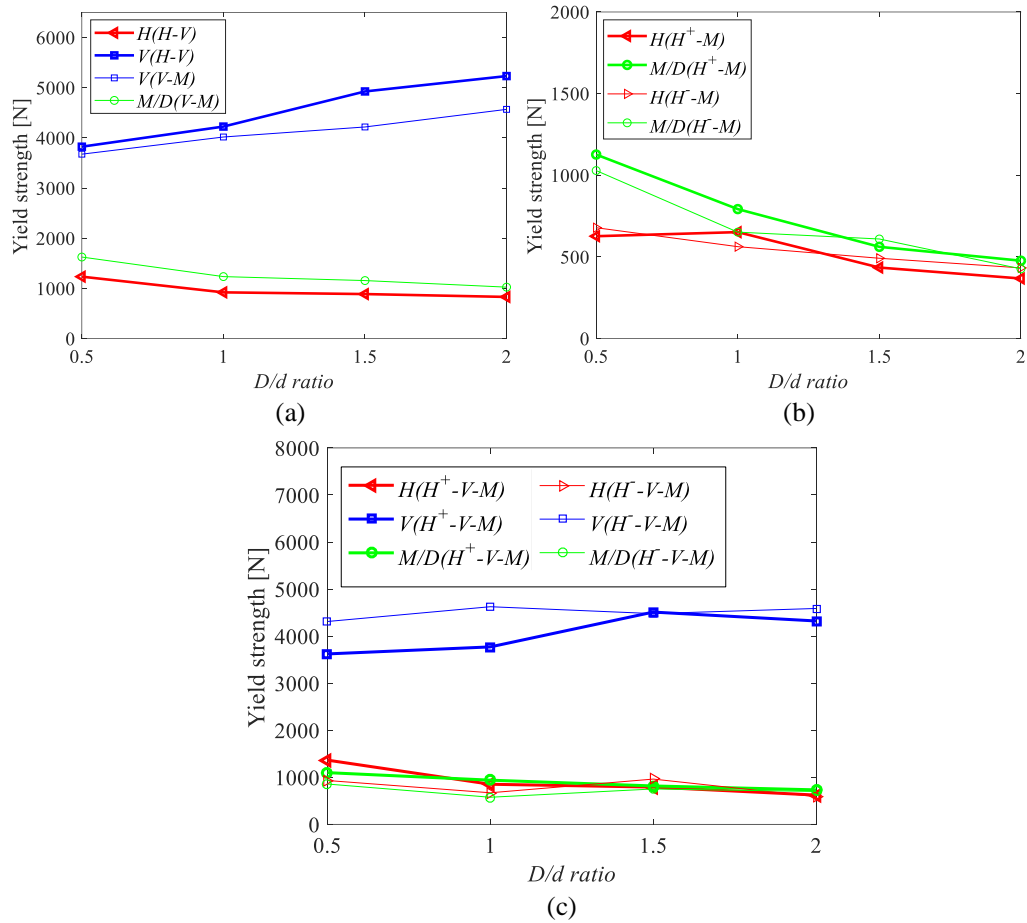 6000
5000
4000
3000
2000
1000
0
Yield strength [N]
H(H-V)
V(H-V)
V(V-M)
M/D(V-M)
0.5
1
1.5
2
D/d ratio
(a)
2000
1500
1000
500
0
Yield strength [N]
H(H⁺-M)
M/D(H⁺-M)
H(H⁻-M)
M/D(H⁻-M)
0.5
1
1.5
2
D/d ratio
(b)
8000
7000
6000
5000
4000
3000
2000
1000
0
Yield strength [N]
H(H⁺-V-M)
V(H⁺-V-M)
M/D(H⁺-V-M)
H(H⁻-V-M)
V(H⁻-V-M)
M/D(H⁻-V-M)
0.5
1
1.5
2
D/d ratio
(c)